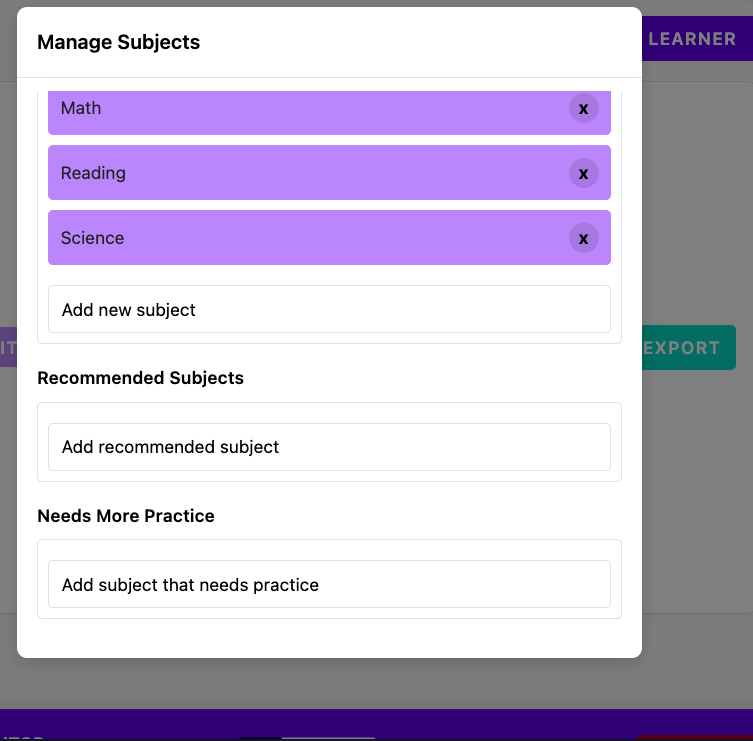 Manage Subjects
LEARNER
Math
x
Reading
x
Science
x
Add new subject
EXPORT
Recommended Subjects
Add recommended subject
Needs More Practice
Add subject that needs practice